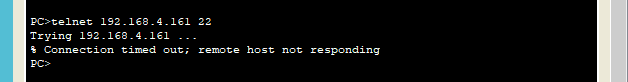 PC>telnet 192.168.4.161 22
Trying 192.168.4.161 ...
% Connection timed out; remote host not responding
PC>